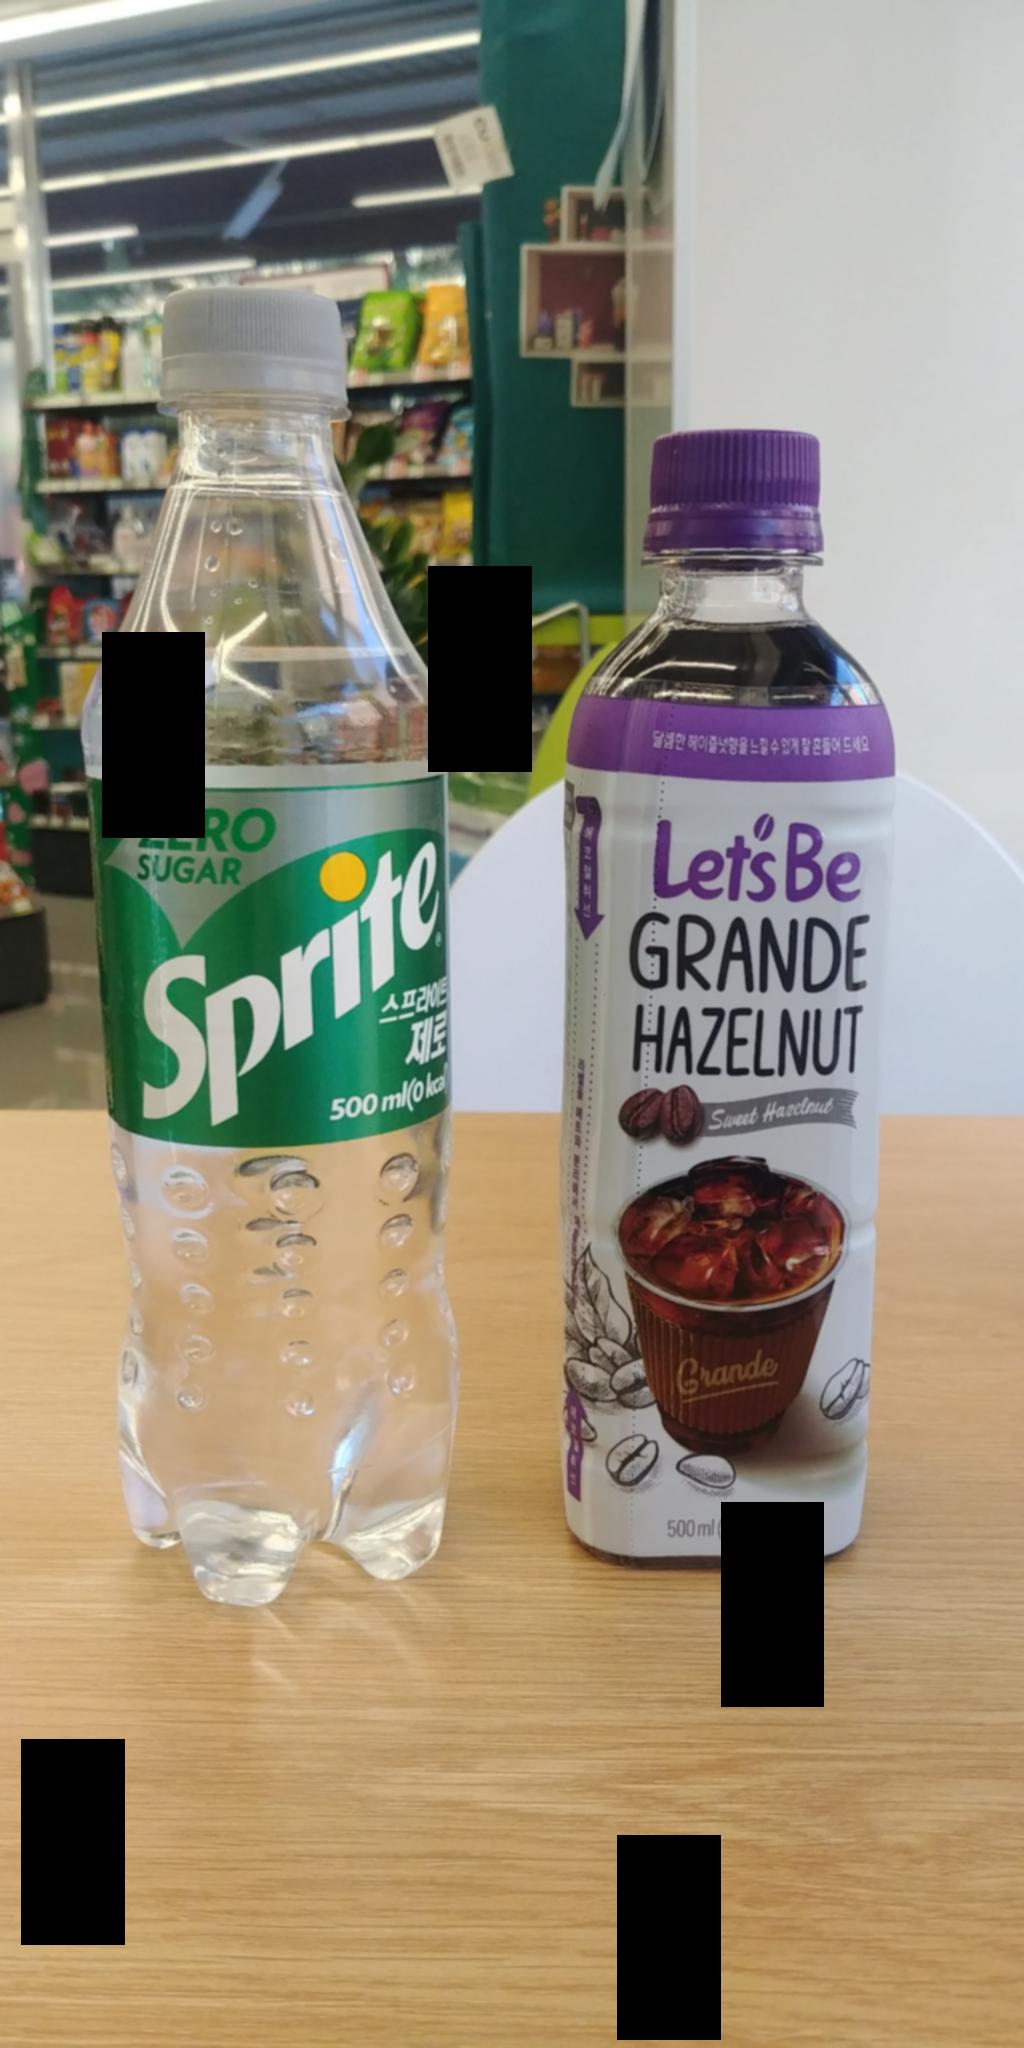 ZERO
SUGAR
Sprite
스프라이트
제로
500 ml(0 kcal
달콤한 헤이즐넛향을 느낄 수 있게 잘 흔들어 드세요
Let's Be
GRANDE
HAZELNUT
Sweet Hazelnut
Grande
500 ml(